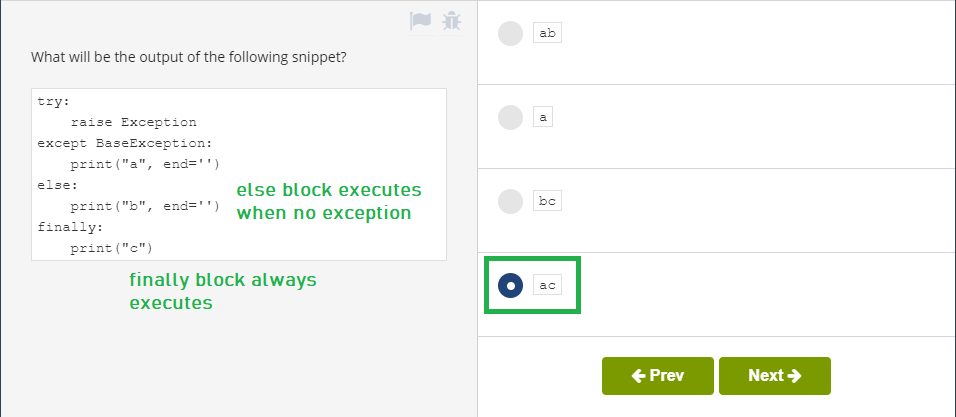 What will be the output of the following snippet?
try:
    raise Exception
except BaseException:
    print("a", end='')
else:
    print("b", end='')
finally:
    print("c")
else block executes
when no exception
finally block always
executes
ab
a
bc
ac
Prev
Next